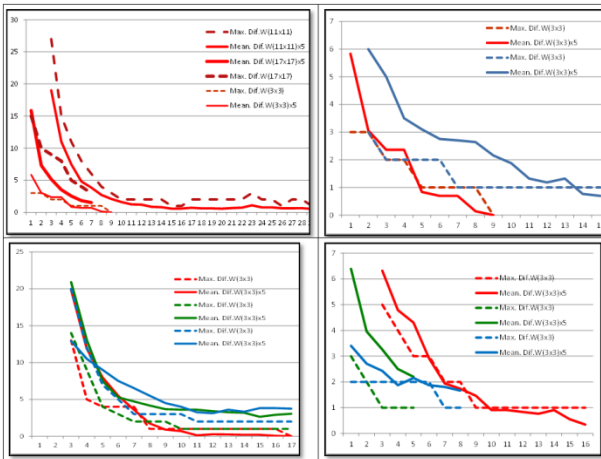 30
25
20
15
10
5
0
Max. Dif.W(11x11)
Mean. Dif.W(11x11)x5
Mean. Dif.W(17x17)x5
Max. Dif.W(17x17)
Max. Dif.W(3x3)
Mean. Dif.W(3x3)x5
1 2 3 4 5 6 7 8 9 10 11 12 13 14 15 16 17 18 19 20 21 22 23 24 25 26 27 28
7
6
5
4
3
2
1
0
Max. Dif.W(3x3)
Mean. Dif.W(3x3)x5
Max. Dif.W(3x3)
Mean. Dif.W(3x3)x5
1 2 3 4 5 6 7 8 9 10 11 12 13 14
25
20
15
10
5
0
Max. Dif.W(3x3)
Mean. Dif.W(3x3)x5
Max. Dif.W(3x3)
Mean. Dif.W(3x3)x5
Max. Dif.W(3x3)
Mean. Dif.W(3x3)x5
1 2 3 4 5 6 7 8 9 10 11 12 13 14 15 16 17
7
6
5
4
3
2
1
0
Max. Dif.W(3x3)
Mean. Dif.W(3x3)x5
Max. Dif.W(3x3)
Mean. Dif.W(3x3)x5
Max. Dif.W(3x3)
Mean. Dif.W(3x3)x5
1 2 3 4 5 6 7 8 9 10 11 12 13 14 15 16